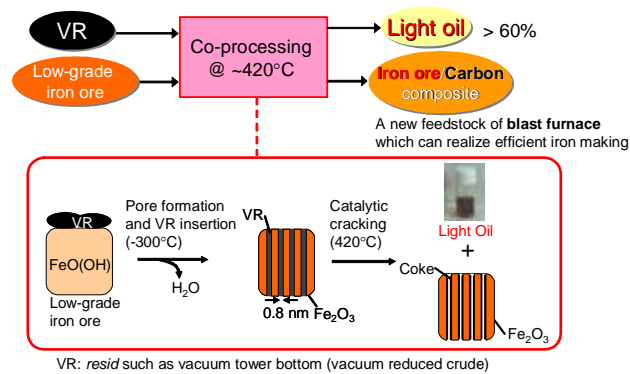 VR
Low-grade
iron ore
Co-processing
@ ~420°C
Light oil
> 60%
Iron ore/Carbon
composite
A new feedstock of blast furnace
which can realize efficient iron making
VR
FeO(OH)
Low-grade
iron ore
Pore formation
and VR insertion
(-300°C)
H₂O
VR
0.8 nm
Fe₂O₃
Catalytic
cracking
(420°C)
Light Oil
+
Coke
Fe₂O₃
VR: resid such as vacuum tower bottom (vacuum reduced crude)